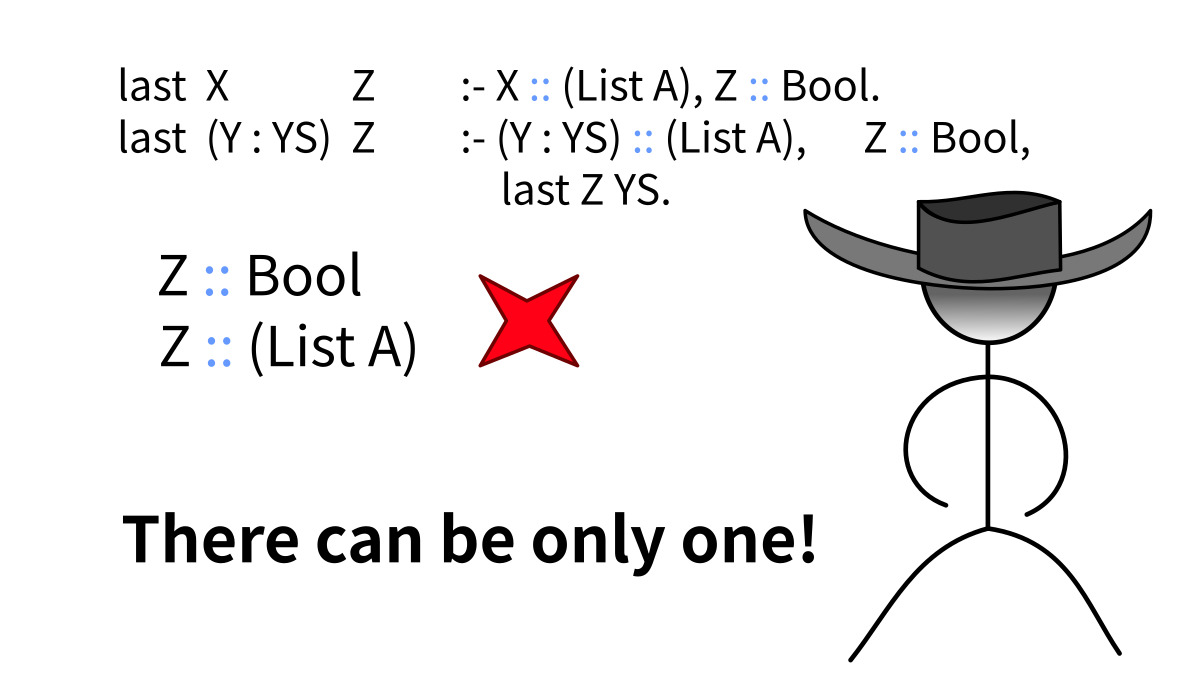 last X Z :- X :: (List A), Z :: Bool.
last (Y : YS) Z :- (Y : YS) :: (List A), Z :: Bool,
last Z YS.
Z :: Bool
Z :: (List A)
There can be only one!